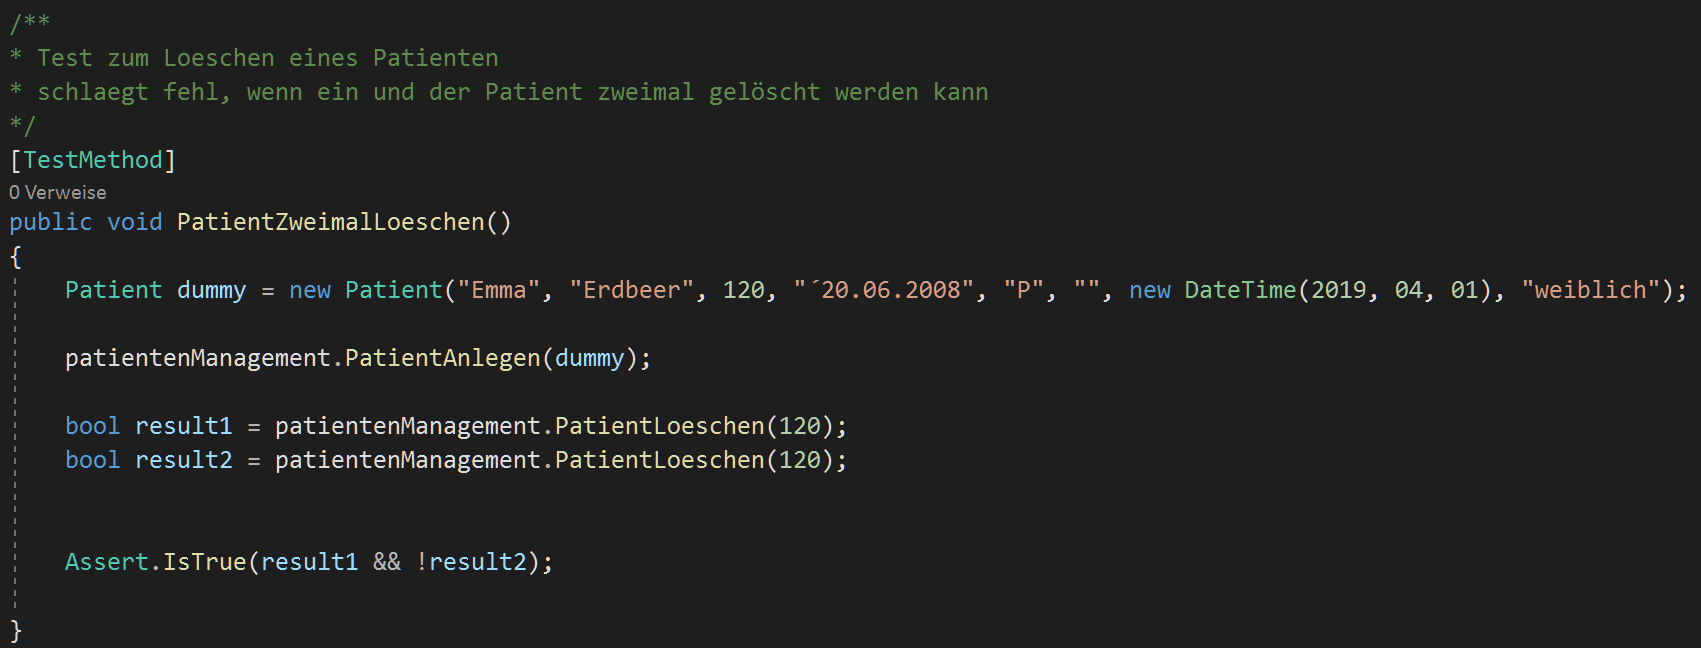 /**
* Test zum Loeschen eines Patienten
* schlaegt fehl, wenn ein und der Patient zweimal gelöscht werden kann
*/
[TestMethod]
0 Verweise
public void PatientZweimalLoeschen()
{
Patient dummy = new Patient("Emma", "Erdbeer", 120, "´20.06.2008", "P", "", new DateTime(2019, 04, 01), "weiblich");
patientenManagement.PatientAnlegen(dummy);
bool result1 = patientenManagement.PatientLoeschen(120);
bool result2 = patientenManagement.PatientLoeschen(120);
Assert.IsTrue(result1 && !result2);
}